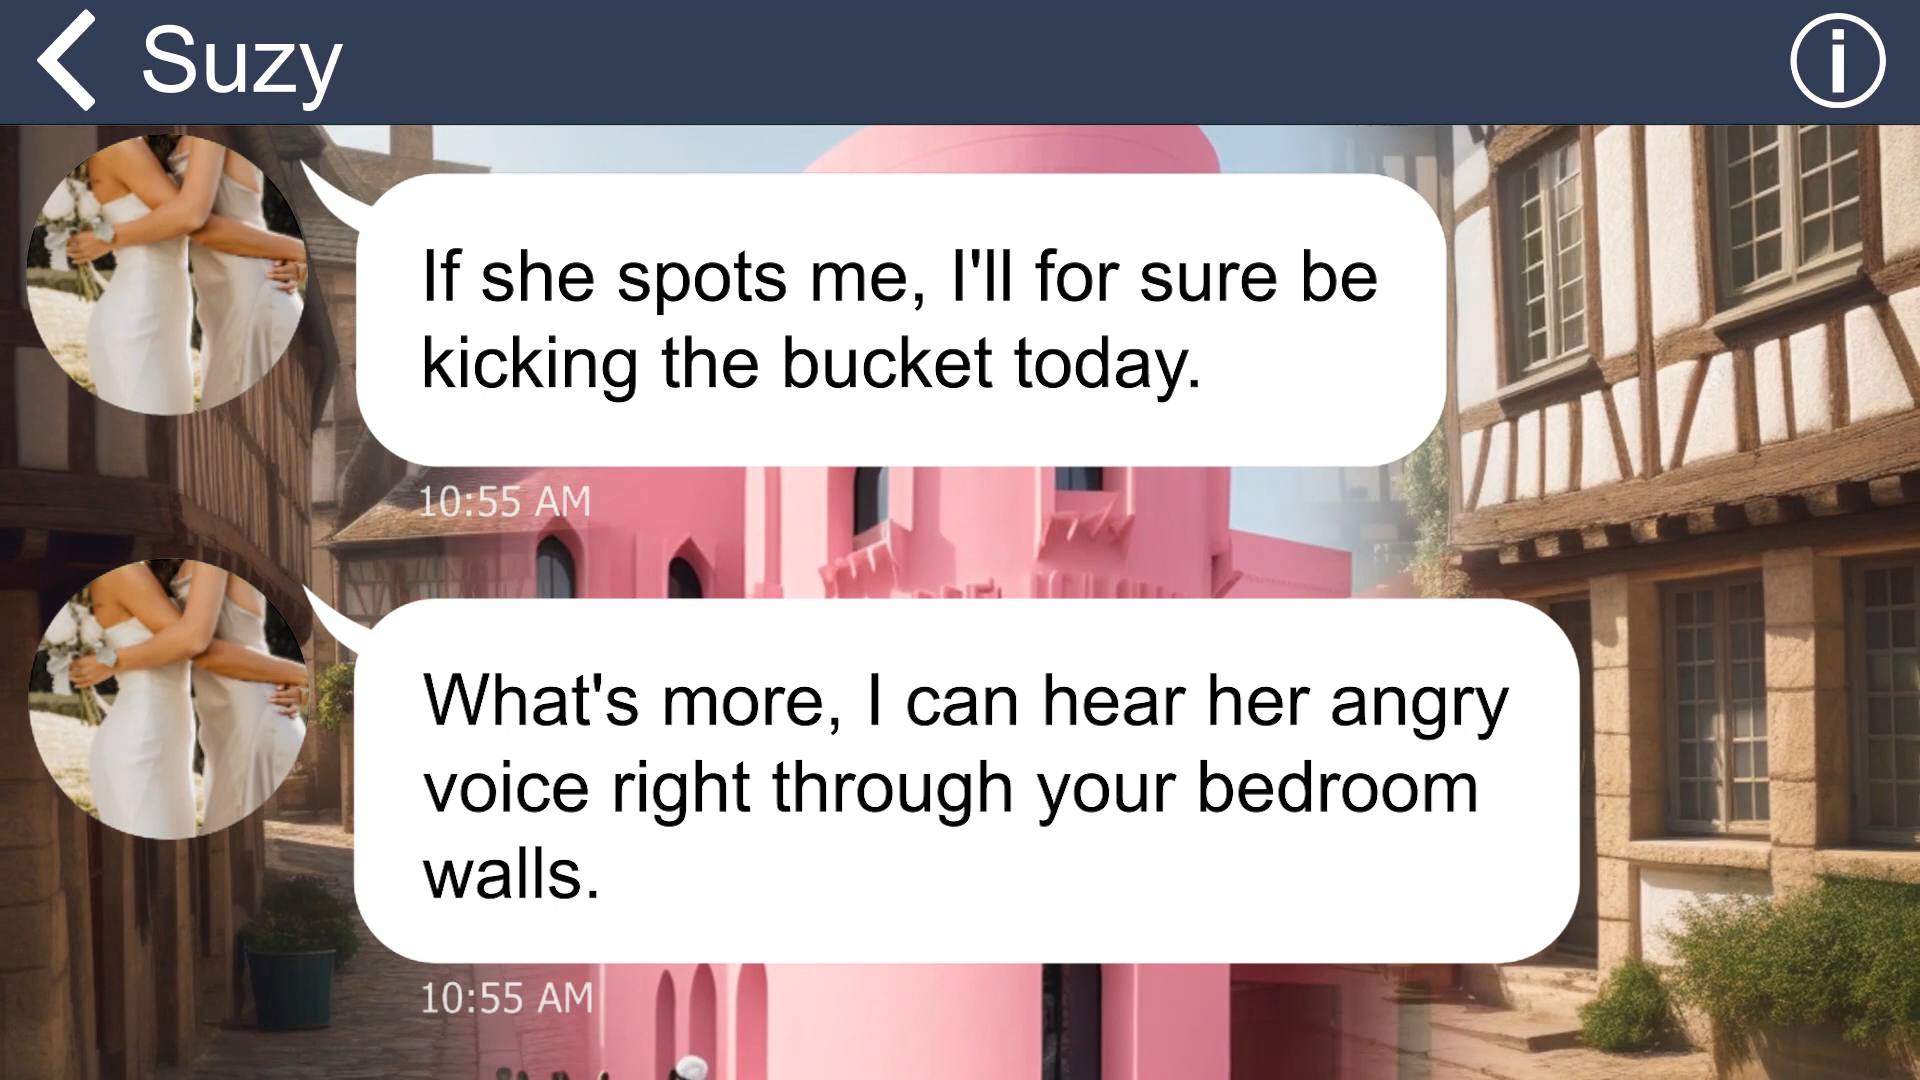 Suzy
If she spots me, I'll for sure be
kicking the bucket today.
10:55 AM
What's more, I can hear her angry
voice right through your bedroom
walls.
10:55 AM